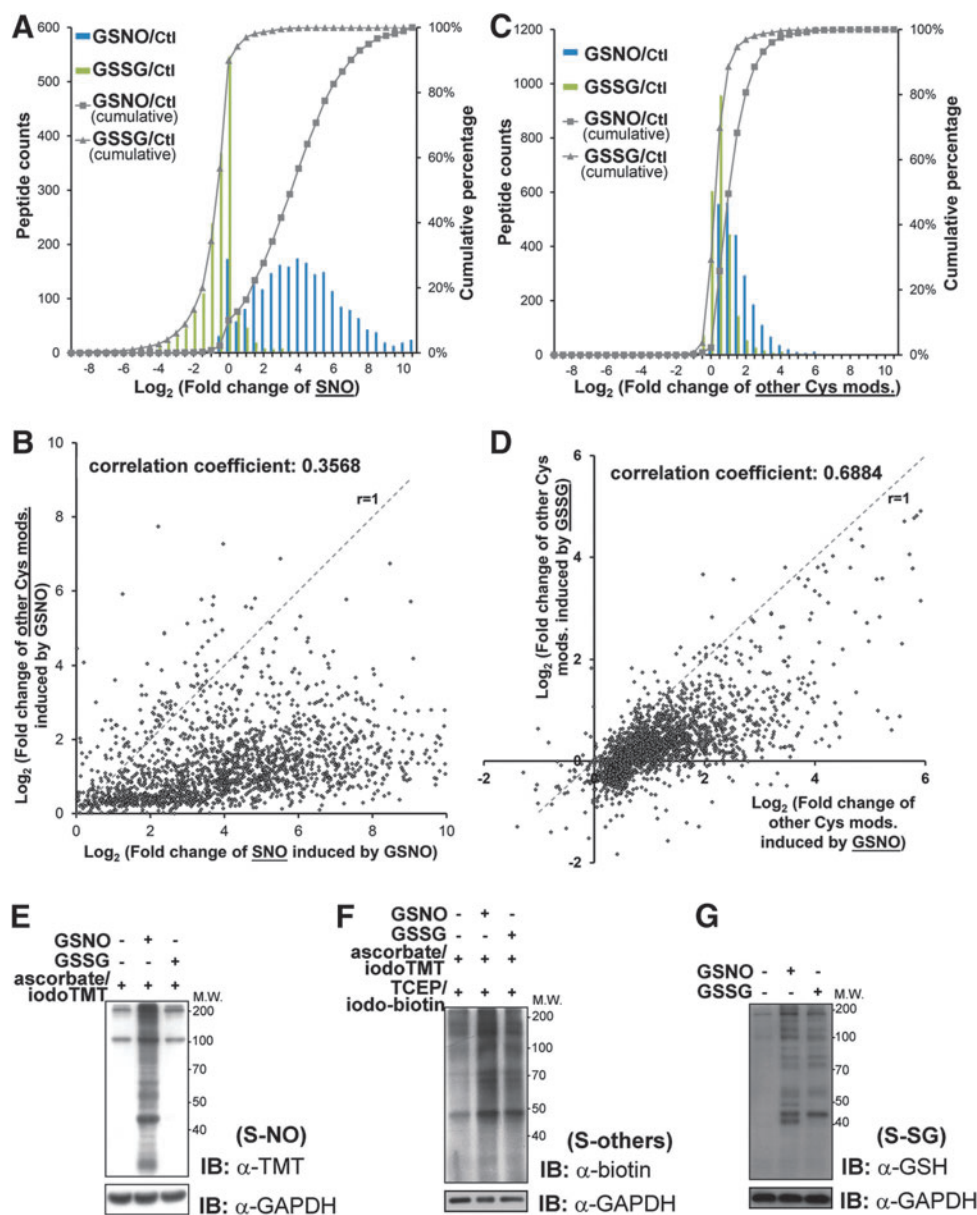 A
GSNO/Ctl
GSSG/Ctl
GSNO/Ctl
(cumulative)
GSSG/Ctl
(cumulative)
Peptide counts
600
500
400
300
200
100
0
100%
80%
60%
40%
20%
0%
Cumulative percentage
-8 -6 -4 -2 0 2 4 6 8 10
Log2 (Fold change of SNO)
C
GSNO/Ctl
GSSG/Ctl
GSNO/Ctl
(cumulative)
GSSG/Ctl
(cumulative)
Peptide counts
1200
1000
800
600
400
200
0
100%
80%
60%
40%
20%
0%
Cumulative percentage
-8 -6 -4 -2 0 2 4 6 8 10
Log2 (Fold change of other Cys mods.)
B
correlation coefficient: 0.3568
r=1
Log2 (Fold change of other Cys mods.
induced by GSNO)
10
8
6
4
2
0
0 2 4 6 8 10
Log2 (Fold change of SNO induced by GSNO)
D
correlation coefficient: 0.6884
r=1
Log2 (Fold change of other Cys
mods. induced by GSSG)
6
4
2
0
-2
-2 0 2 4 6
Log2 (Fold change of
other Cys mods.
induced by GSNO)
E
GSNO - + -
GSSG - - +
ascorbate/
iodoTMT + + +
M.W.
200
100
70
50
40
(S-NO)
IB: α-TMT
IB: α-GAPDH
F
GSNO - + -
GSSG - - +
ascorbate/
iodoTMT + + +
TCEP/
iodo-biotin + + +
M.W.
200
100
70
50
40
(S-others)
IB: α-biotin
IB: α-GAPDH
G
GSNO - + -
GSSG - - +
M.W.
200
100
70
50
40
(S-SG)
IB: α-GSH
IB: α-GAPDH